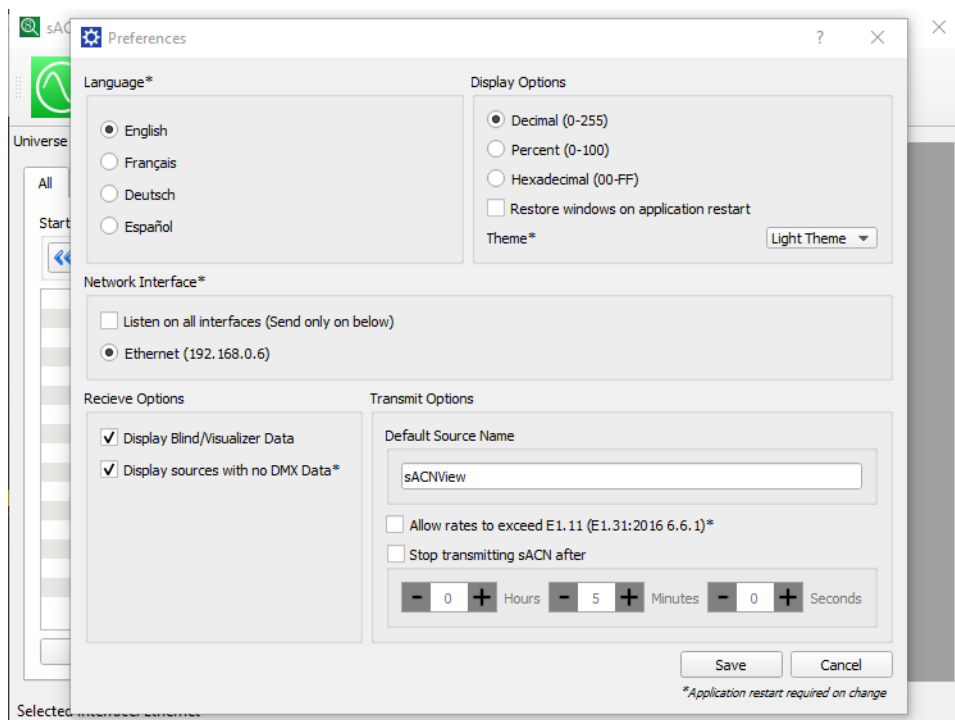 sAC
Preferences
Language*
English
Français
Deutsch
Español
Display Options
Decimal (0-255)
Percent (0-100)
Hexadecimal (00-FF)
Restore windows on application restart
Theme*
Light Theme
Universe
All
Start
Network Interface*
Listen on all interfaces (Send only on below)
Ethernet (192.168.0.6)
Recieve Options
Display Blind/Visualizer Data
Display sources with no DMX Data*
Transmit Options
Default Source Name
sACNView
Allow rates to exceed E1.11 (E1.31:2016 6.6.1)*
Stop transmitting sACN after
0 Hours 5 Minutes 0 Seconds
Save Cancel
*Application restart required on change
Selected Interface: Ethernet